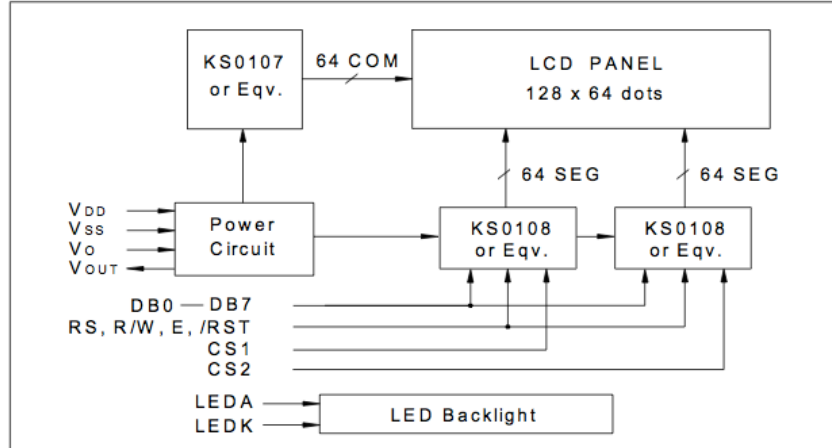 KS0107
or Eqv.
64 COM
LCD PANEL
128 x 64 dots
64 SEG
64 SEG
VDD
VSS
VO
VOUT
Power
Circuit
KS0108
or Eqv.
KS0108
or Eqv.
DB0 — DB7
RS, R/W, E, /RST
CS1
CS2
LEDA
LEDK
LED Backlight